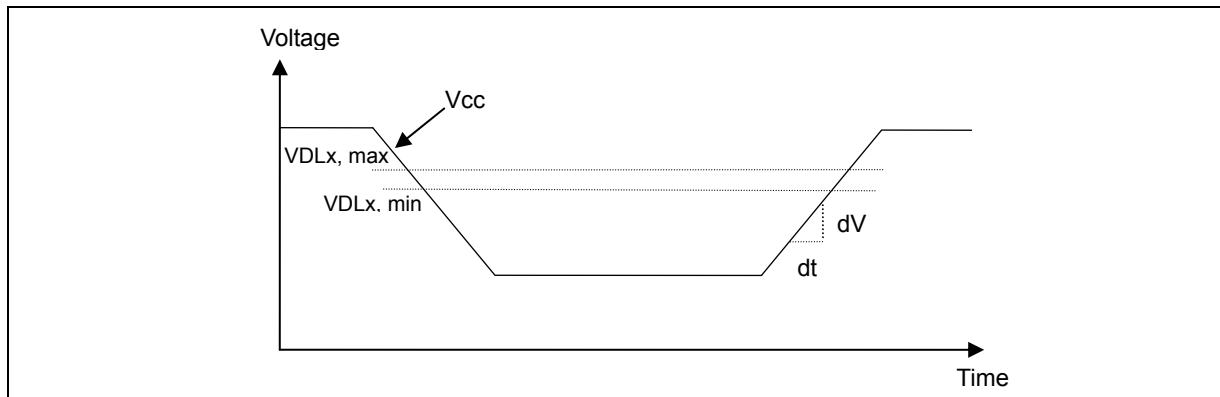 Voltage
Vcc
VDLx, max
VDLx, min
dV
dt
Time